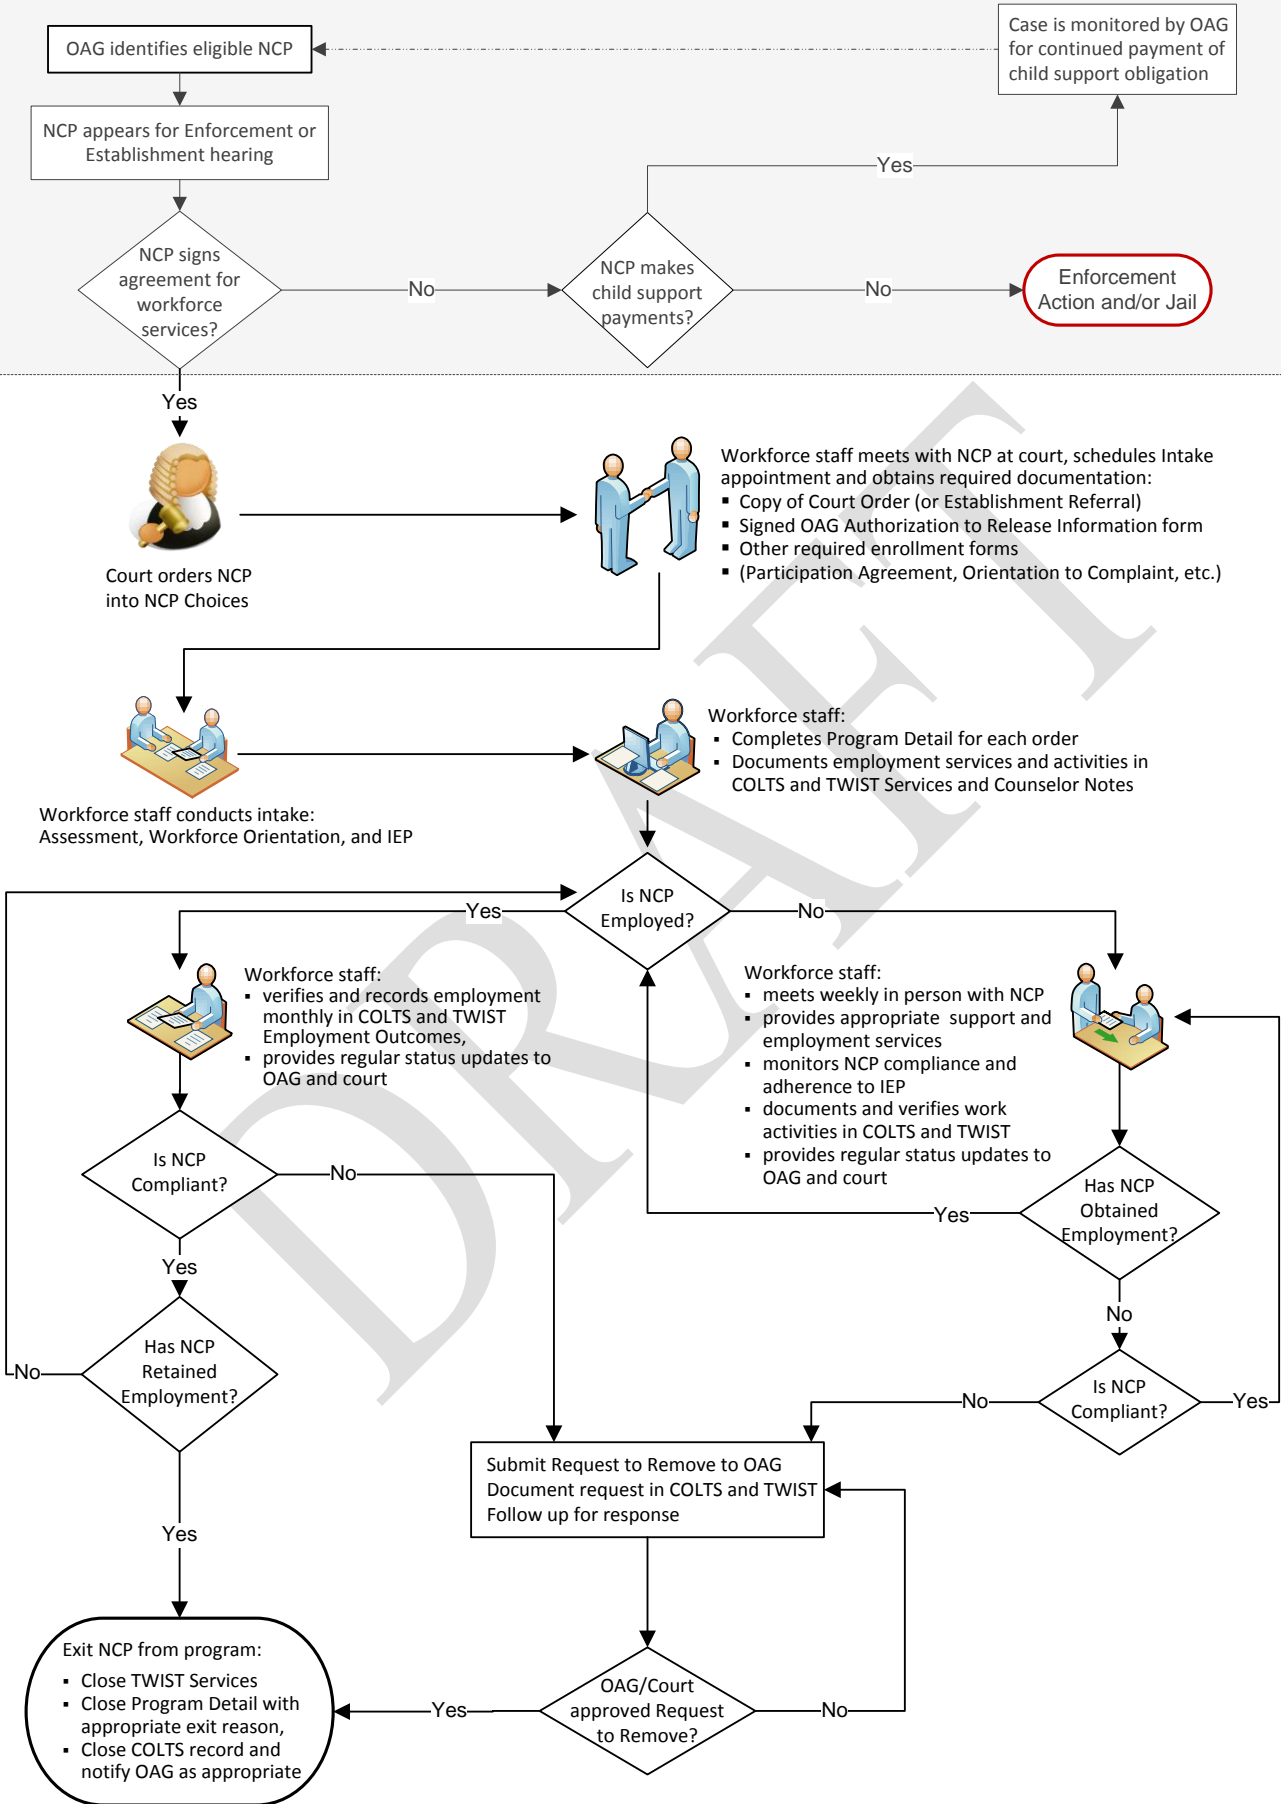 OAG identifies eligible NCP
Case is monitored by OAG
for continued payment of
child support obligation
NCP appears for Enforcement or
Establishment hearing
Yes
NCP signs
agreement for
workforce
services?
No
NCP makes
child support
payments?
No
Enforcement
Action and/or Jail
Yes
Court orders NCP
into NCP Choices
Workforce staff meets with NCP at court, schedules Intake
appointment and obtains required documentation:
▪ Copy of Court Order (or Establishment Referral)
▪ Signed OAG Authorization to Release Information form
▪ Other required enrollment forms
▪ (Participation Agreement, Orientation to Complaint, etc.)
Workforce staff conducts intake:
Assessment, Workforce Orientation, and IEP
Workforce staff:
▪ Completes Program Detail for each order
▪ Documents employment services and activities in
COLTS and TWIST Services and Counselor Notes
Is NCP
Employed?
Yes
No
Workforce staff:
▪ verifies and records employment
monthly in COLTS and TWIST
Employment Outcomes,
▪ provides regular status updates to
OAG and court
Workforce staff:
▪ meets weekly in person with NCP
▪ provides appropriate support and
employment services
▪ monitors NCP compliance and
adherence to IEP
▪ documents and verifies work
activities in COLTS and TWIST
▪ provides regular status updates to
OAG and court
Is NCP
Compliant?
No
Yes
Has NCP
Obtained
Employment?
Yes
No
Has NCP
Retained
Employment?
No
Yes
Is NCP
Compliant?
No
Yes
Submit Request to Remove to OAG
Document request in COLTS and TWIST
Follow up for response
Exit NCP from program:
▪ Close TWIST Services
▪ Close Program Detail with
appropriate exit reason,
▪ Close COLTS record and
notify OAG as appropriate
Yes
OAG/Court
approved Request
to Remove?
No
DRAFT